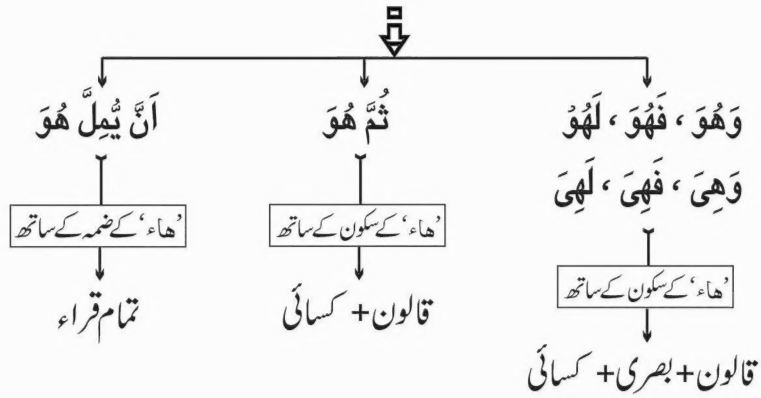 وَهُوَ ، فَهُوَ ، لَهُوَ
وَهِيَ ، فَهِيَ ، لَهِيَ
'ھاء' کے سکون کے ساتھ
قالون + بصری + کسائی
ثُمَّ هُوَ
'ھاء' کے سکون کے ساتھ
قالون + کسائی
اَنَّ يُّمِلَّ هُوَ
'ھاء' کے ضمہ کے ساتھ
تمام قراء